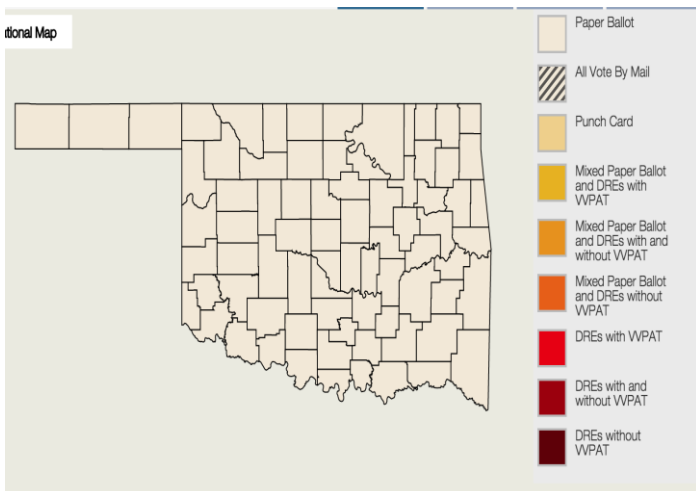 tional Map
Paper Ballot
All Vote By Mail
Punch Card
Mixed Paper Ballot
and DREs with
VVPAT
Mixed Paper Ballot
and DREs with and
without VVPAT
Mixed Paper Ballot
and DREs without
VVPAT
DREs with VVPAT
DREs with and
without VVPAT
DREs without
VVPAT